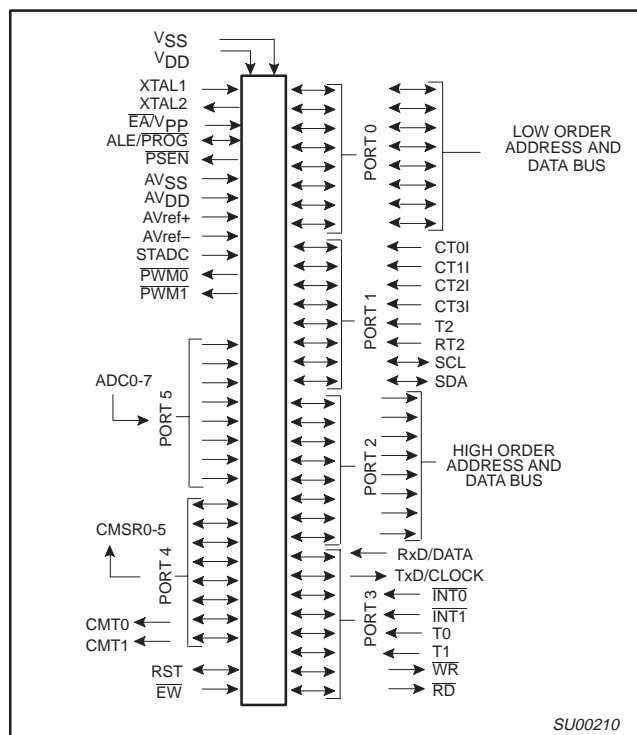 VSS
VDD
XTAL1
XTAL2
EA/VPP
ALE/PROG
PSEN
AVSS
AVDD
AVref+
AVref–
STADC
PWM0
PWM1
ADC0-7
PORT 5
CMSR0-5
PORT 4
CMT0
CMT1
RST
EW
PORT 0
LOW ORDER
ADDRESS AND
DATA BUS
PORT 1
CT0I
CT1I
CT2I
CT3I
T2
RT2
SCL
SDA
PORT 2
HIGH ORDER
ADDRESS AND
DATA BUS
PORT 3
RxD/DATA
TxD/CLOCK
INT0
INT1
T0
T1
WR
RD
SU00210